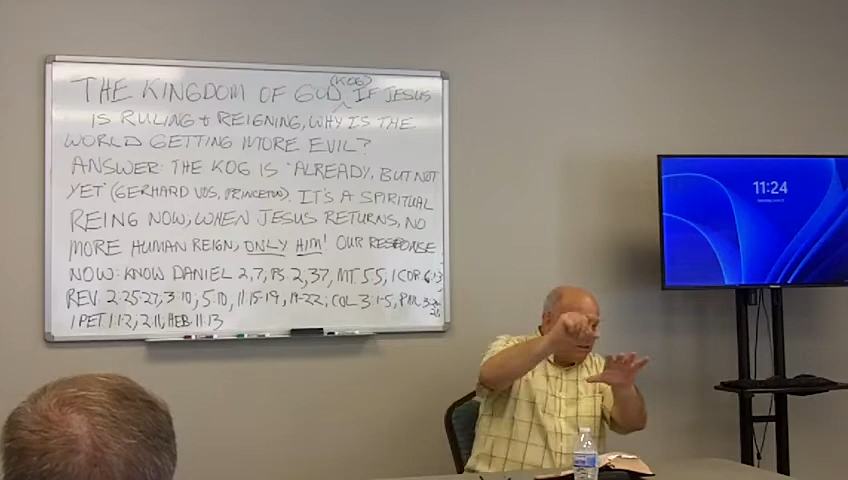 THE KINGDOM OF GOD (KOG), IF JESUS
IS RULING + REIGNING, WHY IS THE
WORLD GETTING MORE EVIL?
ANSWER: THE KOG IS "ALREADY, BUT NOT
YET" (GERHARD VOS, PRINCETON). IT'S A SPIRITUAL
REING NOW; WHEN JESUS RETURNS, NO
MORE HUMAN REIGN, ONLY HIM! OUR RESPONSE
NOW: KNOW DANIEL 2,7, PS 2,37, MT. 5:5; 1 COR 6:1-3
REV. 2:25-27, 3:10; 5:10, 11:15-19, 19-22; COL 3:1-5, PHIL 3:20
1 PET 1:1-2; 2:11, HEB 11:13
11:24